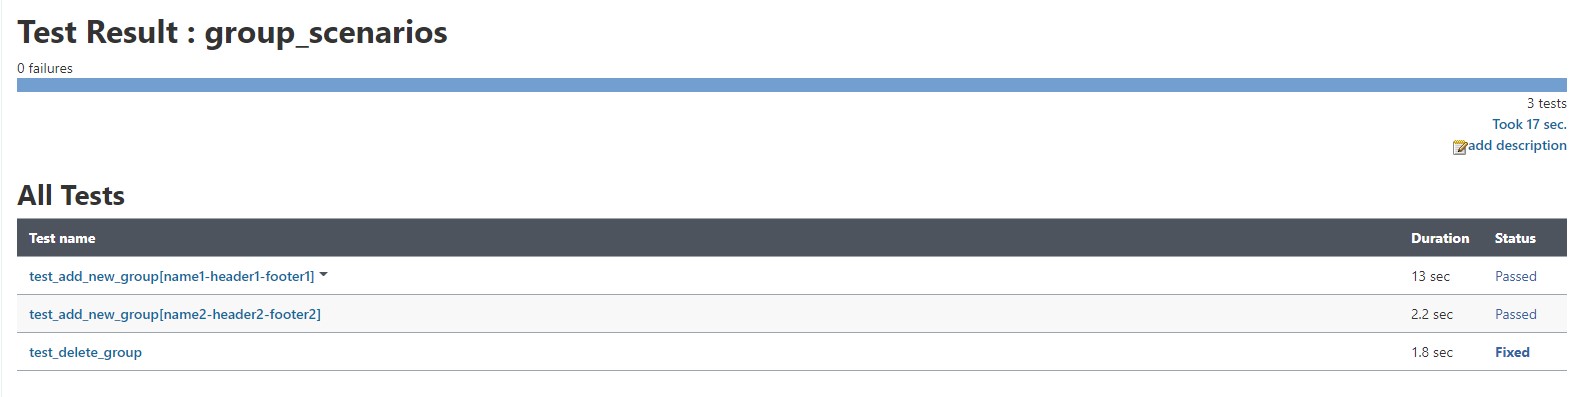 Test Result : group_scenarios
0 failures
3 tests
Took 17 sec.
add description
All Tests
Test name Duration Status
test_add_new_group[name1-header1-footer1] 13 sec Passed
test_add_new_group[name2-header2-footer2] 2.2 sec Passed
test_delete_group 1.8 sec Fixed